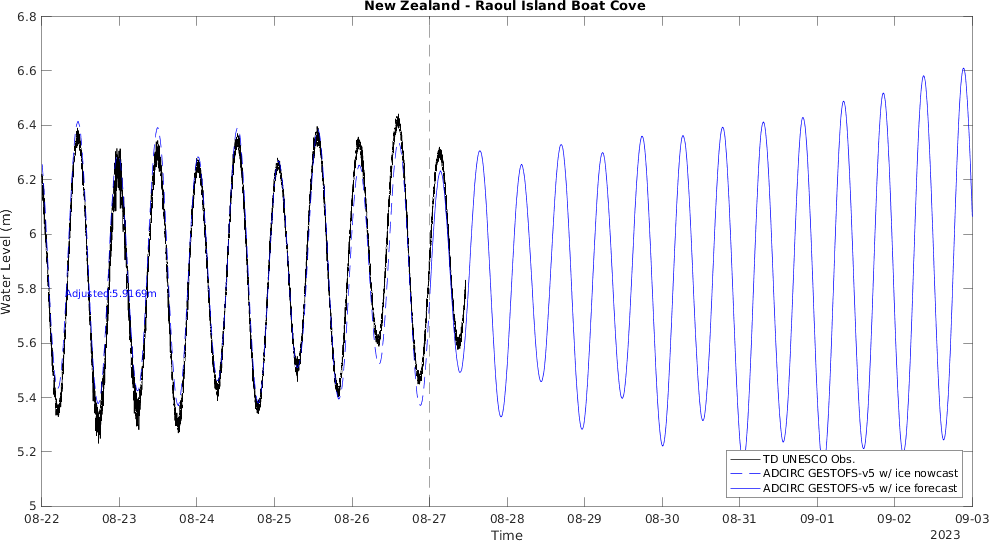 New Zealand - Raoul Island Boat Cove
Water Level (m)
6.8
6.6
6.4
6.2
6
5.8
5.6
5.4
5.2
5
Adjusted:5.9169m
TD UNESCO Obs.
ADCIRC GESTOFS-v5 w/ ice nowcast
ADCIRC GESTOFS-v5 w/ ice forecast
08-22 08-23 08-24 08-25 08-26 08-27 08-28 08-29 08-30 08-31 09-01 09-02 09-03
Time
2023